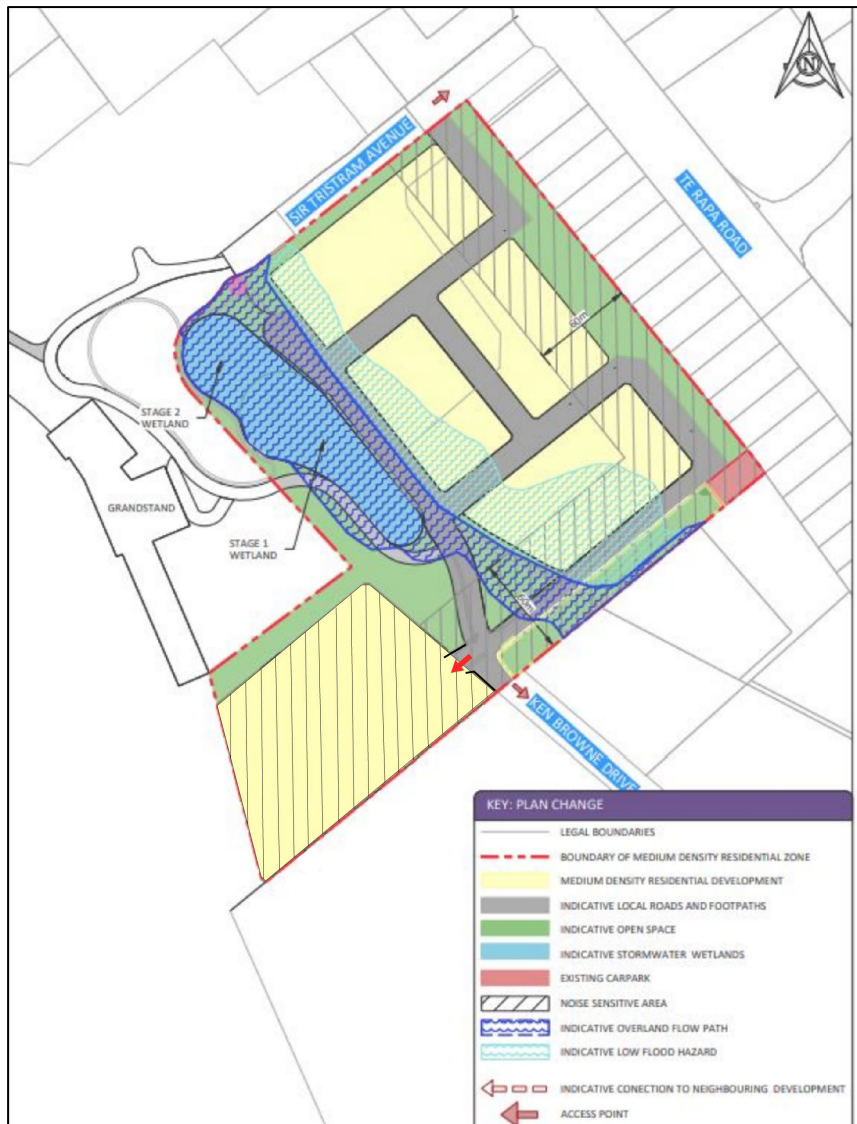 N
SIR TRISTRAM AVENUE
TE RAPA ROAD
60m
STAGE 2
WETLAND
GRANDSTAND
STAGE 1
WETLAND
60m
KEN BROWNE DRIVE
KEY: PLAN CHANGE
LEGAL BOUNDARIES
BOUNDARY OF MEDIUM DENSITY RESIDENTIAL ZONE
MEDIUM DENSITY RESIDENTIAL DEVELOPMENT
INDICATIVE LOCAL ROADS AND FOOTPATHS
INDICATIVE OPEN SPACE
INDICATIVE STORMWATER WETLANDS
EXISTING CARPARK
NOISE SENSITIVE AREA
INDICATIVE OVERLAND FLOW PATH
INDICATIVE LOW FLOOD HAZARD
INDICATIVE CONECTION TO NEIGHBOURING DEVELOPMENT
ACCESS POINT